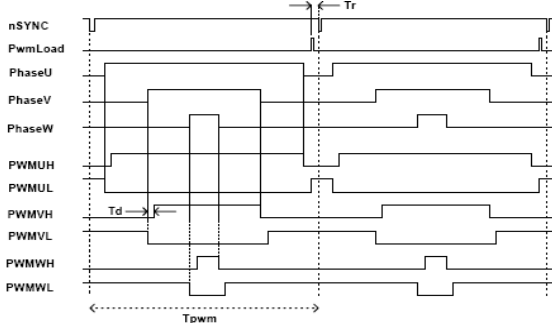 Tr
nSYNC
PwmLoad
PhaseU
PhaseV
PhaseW
PWMUH
PWMUL
PWMVH
Td
PWMVL
PWMWH
PWMWL
Tpwm